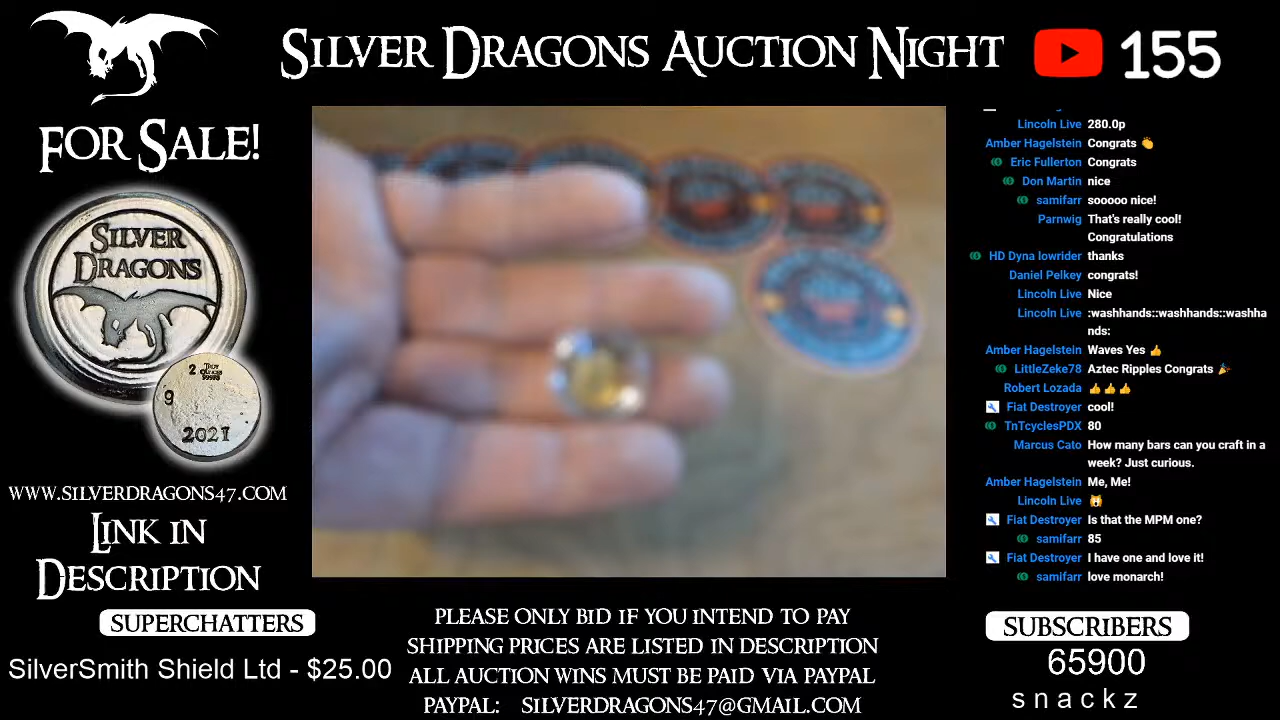 SILVER DRAGONS AUCTION NIGHT
155
FOR SALE!
SILVER
DRAGONS
2 TROY
OUNCES
9
2021
WWW.SILVERDRAGONS47.COM
LINK IN
DESCRIPTION
SUPERCHATTERS
SilverSmith Shield Ltd - $25.00
PLEASE ONLY BID IF YOU INTEND TO PAY
SHIPPING PRICES ARE LISTED IN DESCRIPTION
ALL AUCTION WINS MUST BE PAID VIA PAYPAL
PAYPAL: SILVERDRAGONS47@GMAIL.COM
Lincoln Live 280.0p
Amber Hagelstein Congrats 👏
Eric Fullerton Congrats
Don Martin nice
samifarr sooooo nice!
Parnwig That's really cool!
Congratulations
HD Dyna lowrider thanks
Daniel Pelkey congrats!
Lincoln Live Nice
Lincoln Live :washhands::washhands::washha
nds:
Amber Hagelstein Waves Yes 👍
LittleZeke78 Aztec Ripples Congrats 🎉
Robert Lozada 👍👍👍
Fiat Destroyer cool!
TnTcyclesPDX 80
Marcus Cato How many bars can you craft in a
week? Just curious.
Amber Hagelstein Me, Me!
Lincoln Live 🙀
Fiat Destroyer Is that the MPM one?
samifarr 85
Fiat Destroyer I have one and love it!
samifarr love monarch!
SUBSCRIBERS
65900
snackz